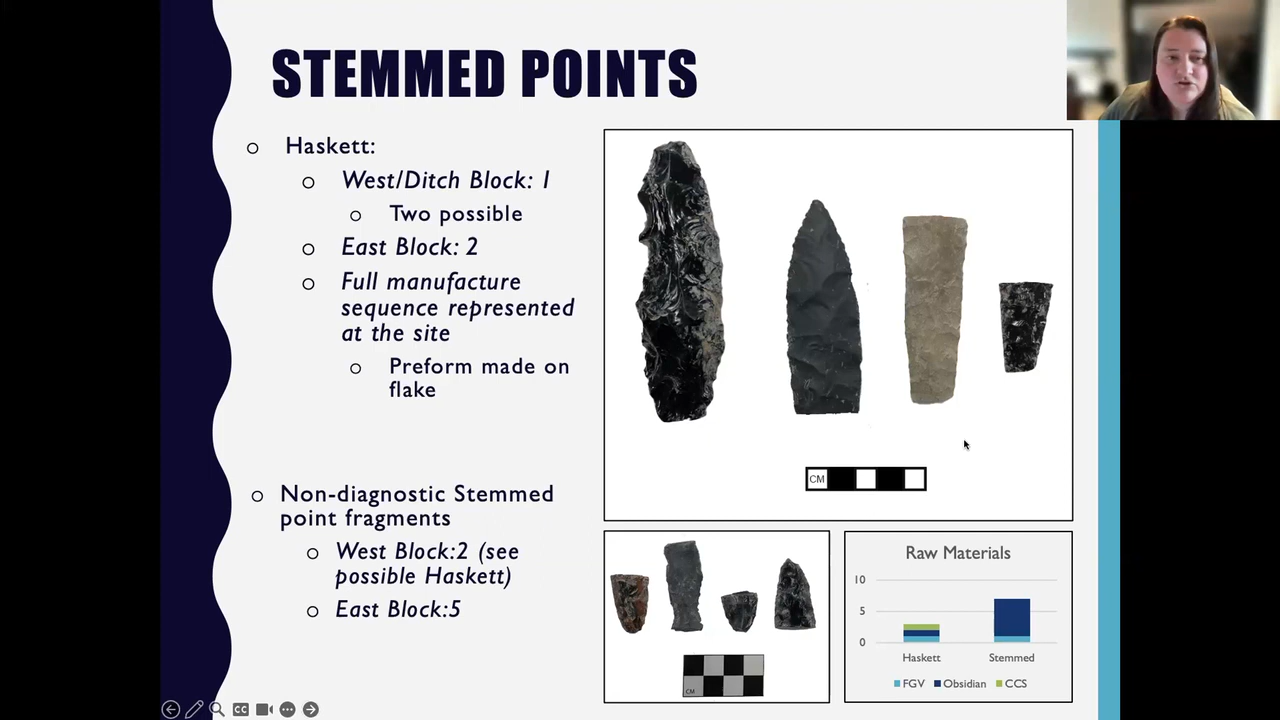 STEMMED POINTS
Haskett:
West/Ditch Block: 1
Two possible
East Block: 2
Full manufacture
sequence represented
at the site
Preform made on
flake
Non-diagnostic Stemmed
point fragments
West Block:2 (see
possible Haskett)
East Block:5
CM
CM
Raw Materials
10
5
0
Haskett
Stemmed
FGV
Obsidian
CCS
CC